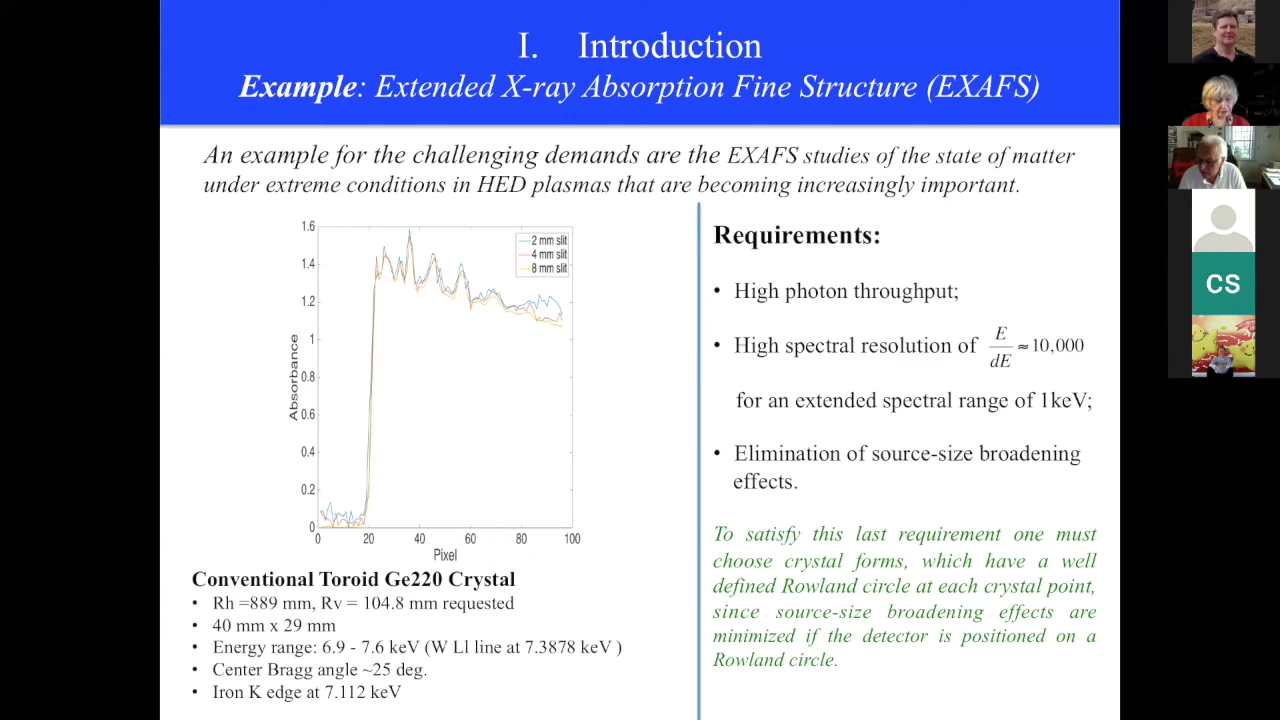 I. Introduction
Example: Extended X-ray Absorption Fine Structure (EXAFS)
An example for the challenging demands are the EXAFS studies of the state of matter
under extreme conditions in HED plasmas that are becoming increasingly important.
1.6
1.4
1.2
1
0.8
0.6
0.4
0.2
0
Absorbance
2 mm slit
4 mm slit
8 mm slit
0 20 40 60 80 100
Pixel
Conventional Toroid Ge220 Crystal
• Rh =889 mm, Rv = 104.8 mm requested
• 40 mm x 29 mm
• Energy range: 6.9 - 7.6 keV (W Ll line at 7.3878 keV )
• Center Bragg angle ~25 deg.
• Iron K edge at 7.112 keV
Requirements:
• High photon throughput;
• High spectral resolution of E/dE ≈ 10,000
for an extended spectral range of 1keV;
• Elimination of source-size broadening
effects.
To satisfy this last requirement one must
choose crystal forms, which have a well
defined Rowland circle at each crystal point,
since source-size broadening effects are
minimized if the detector is positioned on a
Rowland circle.
CS